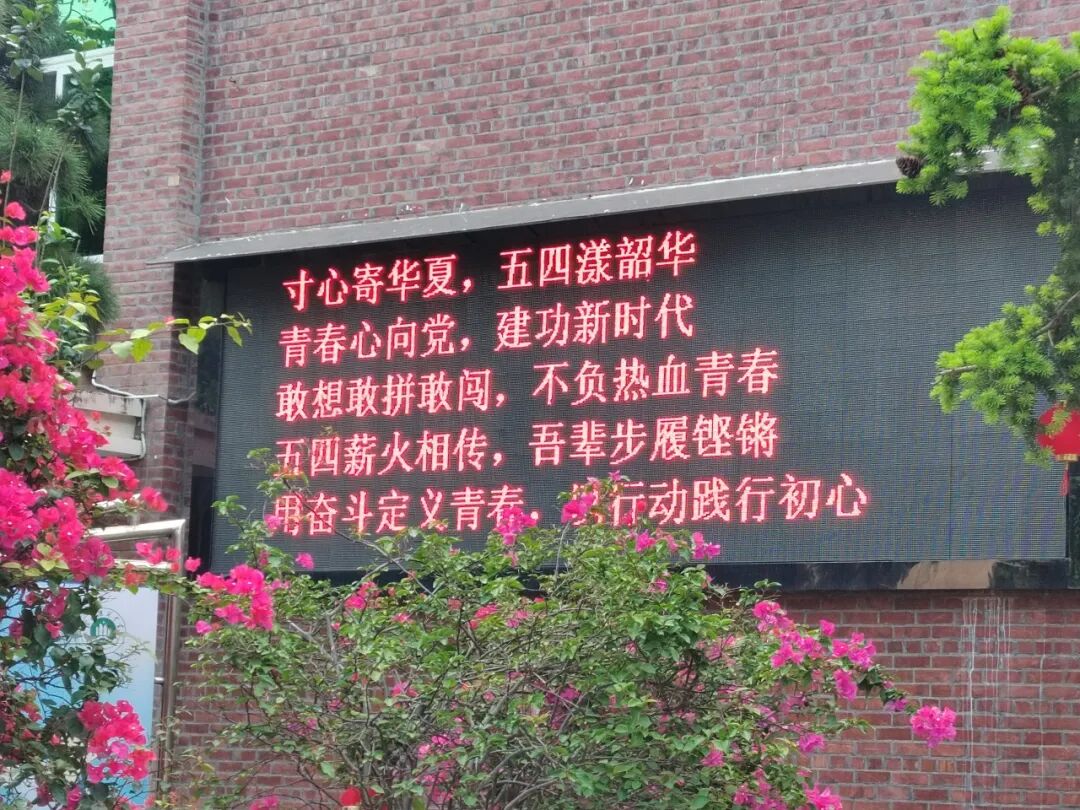 寸心寄华夏，五四漾韶华
青春心向党，建功新时代
敢想敢拼敢闯，不负热血青春
五四薪火相传，吾辈步履铿锵
用奋斗定义青春，行动践行初心